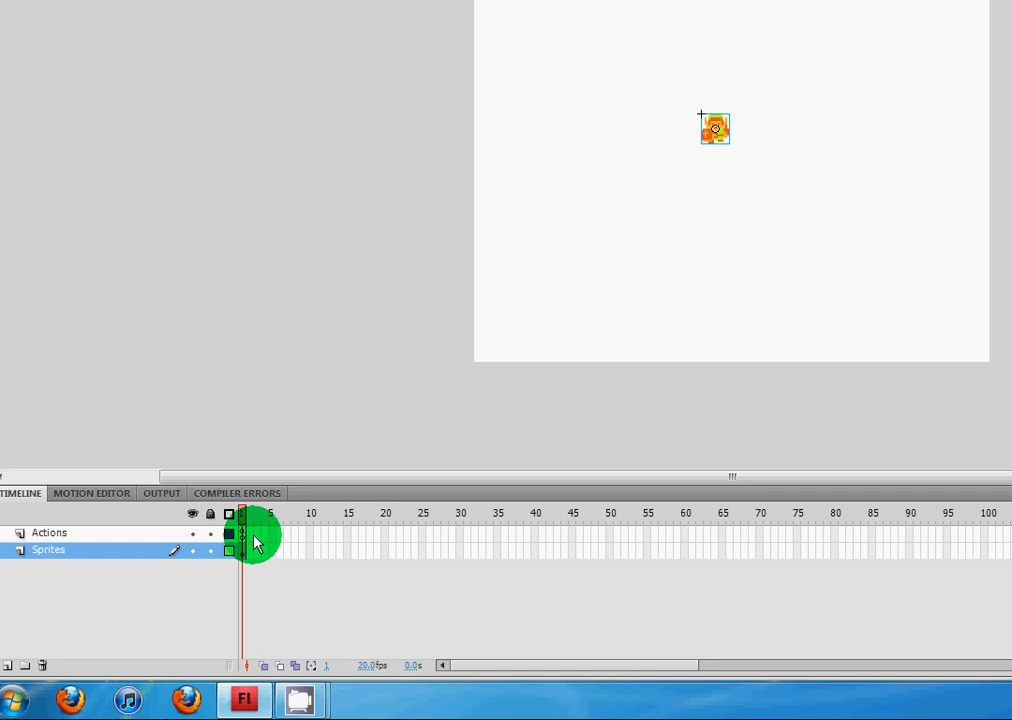 TIMELINE MOTION EDITOR OUTPUT COMPILER ERRORS
5 10 15 20 25 30 35 40 45 50 55 60 65 70 75 80 85 90 95 100
Actions
Sprites
1 20.0fps 0.0s
Fl